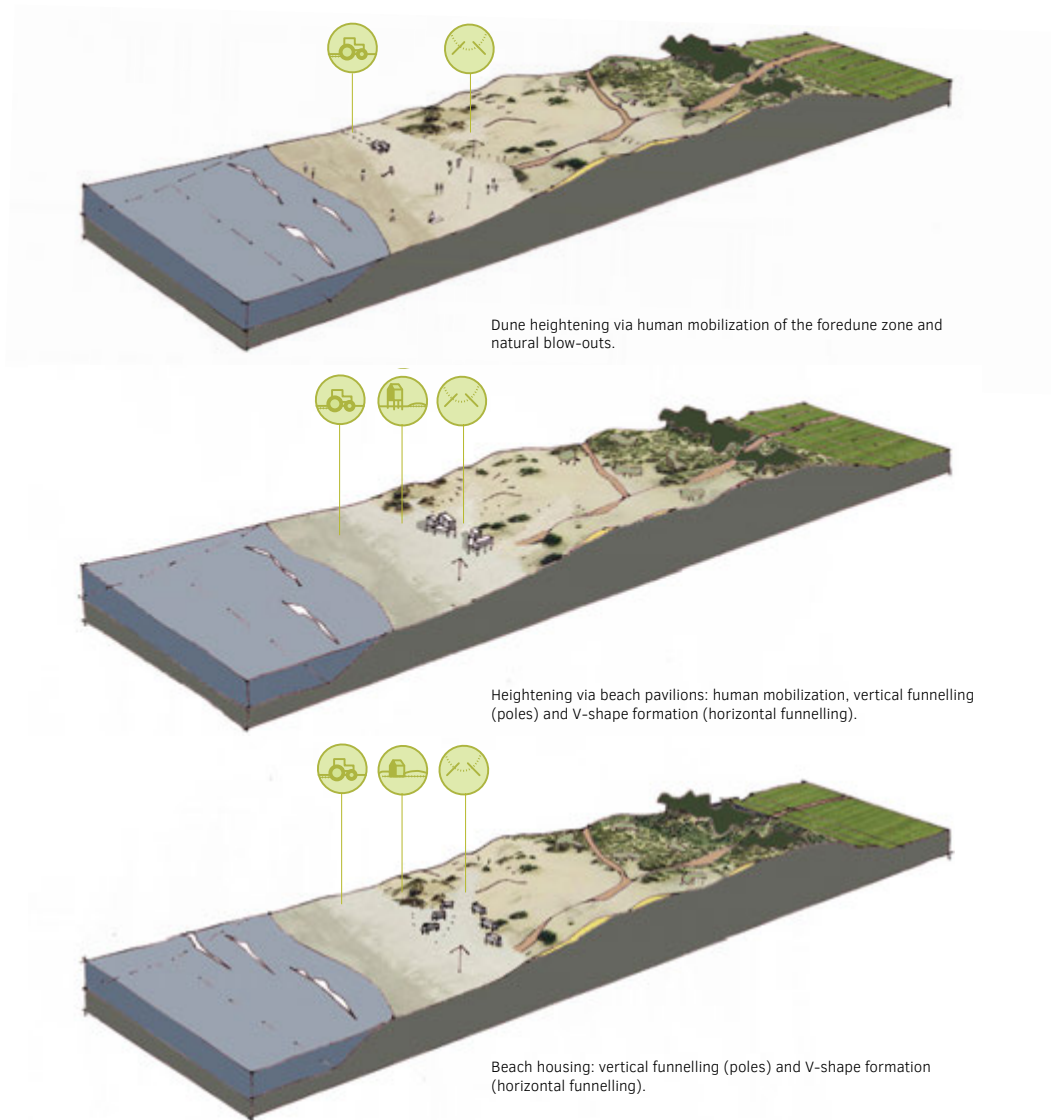 Dune heightening via human mobilization of the foredune zone and
natural blow-outs.
Heightening via beach pavilions: human mobilization, vertical funnelling
(poles) and V-shape formation (horizontal funnelling).
Beach housing: vertical funnelling (poles) and V-shape formation
(horizontal funnelling).